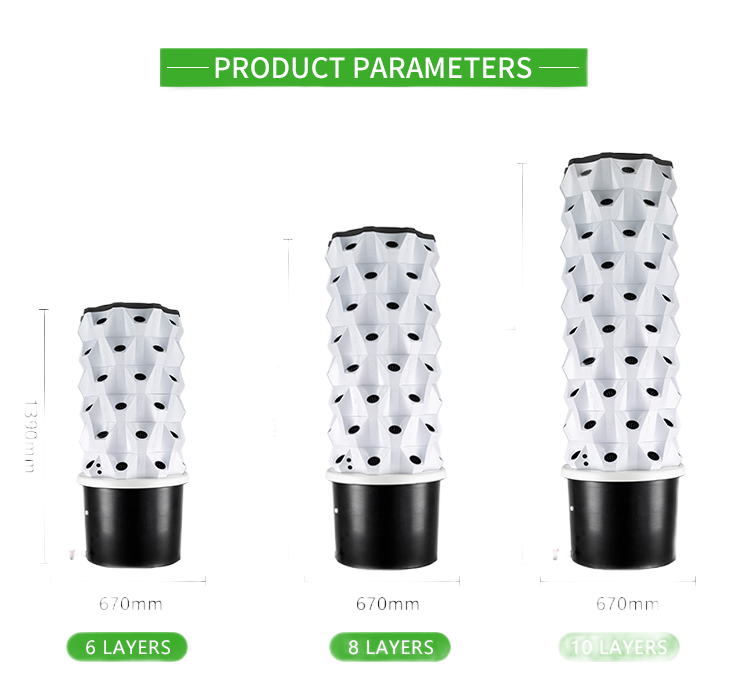 PRODUCT PARAMETERS
1390mm
670mm
670mm
670mm
6 LAYERS
8 LAYERS
10 LAYERS